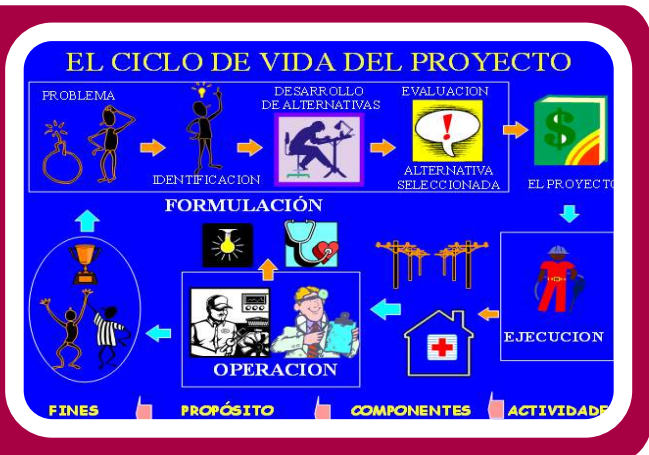 EL CICLO DE VIDA DEL PROYECTO
PROBLEMA
IDENTIFICACION
DESARROLLO
DE ALTERNATIVAS
EVALUACION
ALTERNATIVA
SELECCIONADA
$
EL PROYECTO
FORMULACIÓN
EJECUCION
OPERACION
FINES
PROPÓSITO
COMPONENTES
ACTIVIDADE